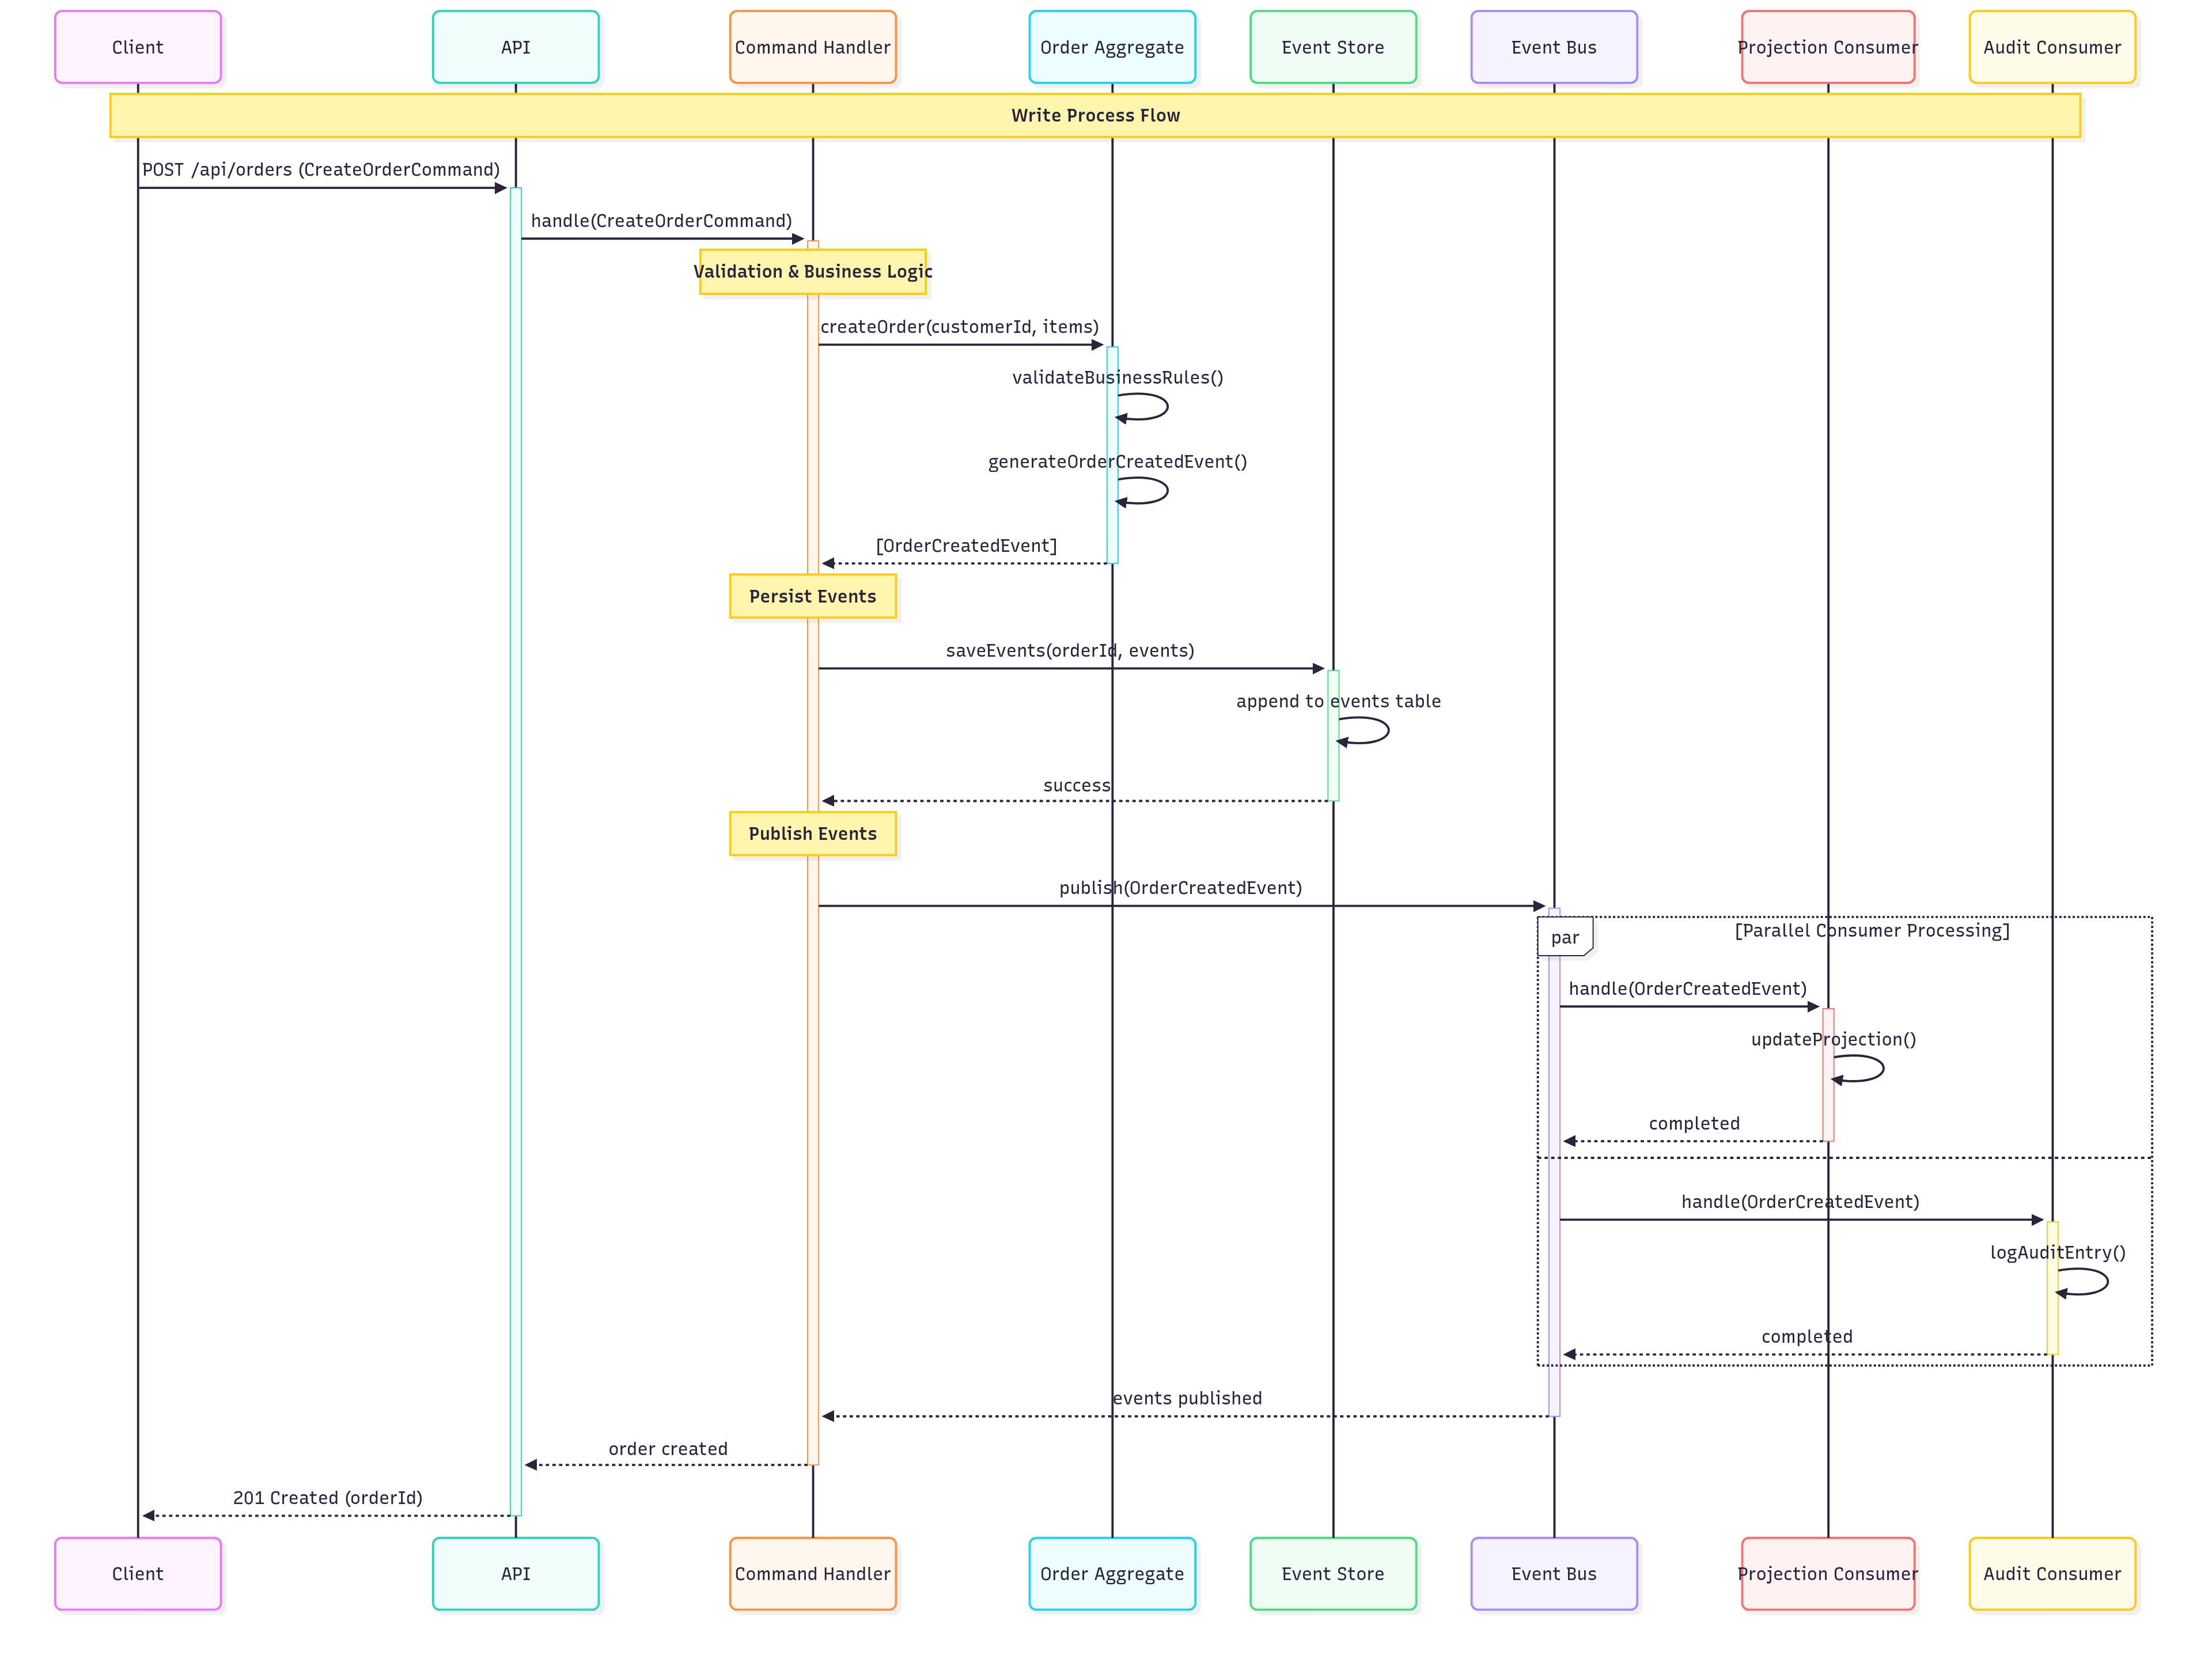 Client
API
Command Handler
Order Aggregate
Event Store
Event Bus
Projection Consumer
Audit Consumer
Write Process Flow
POST /api/orders (CreateOrderCommand)
handle(CreateOrderCommand)
Validation & Business Logic
createOrder(customerId, items)
validateBusinessRules()
generateOrderCreatedEvent()
[OrderCreatedEvent]
Persist Events
saveEvents(orderId, events)
append to events table
success
Publish Events
publish(OrderCreatedEvent)
par
[Parallel Consumer Processing]
handle(OrderCreatedEvent)
updateProjection()
completed
handle(OrderCreatedEvent)
logAuditEntry()
completed
events published
order created
201 Created (orderId)
Client
API
Command Handler
Order Aggregate
Event Store
Event Bus
Projection Consumer
Audit Consumer